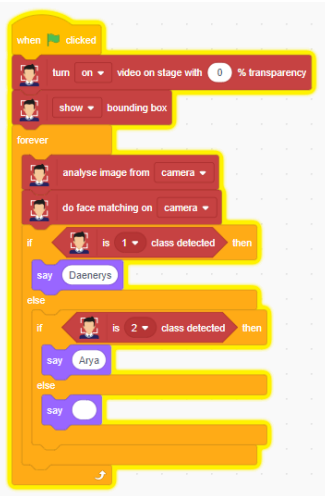 when clicked
turn on video on stage with 0 % transparency
show bounding box
forever
analyse image from camera
do face matching on camera
if is 1 class detected then
say Daenerys
else
if is 2 class detected then
say Arya
else
say